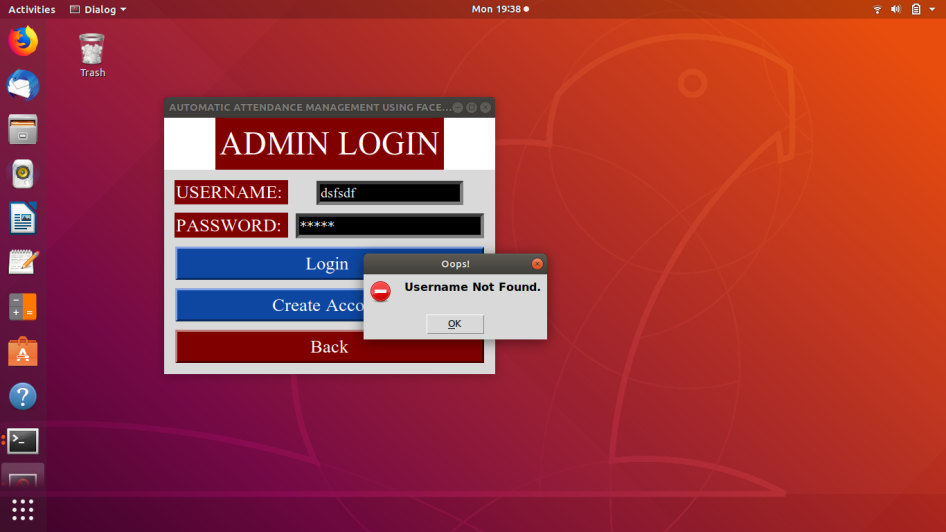 Activities Dialog Mon 19:38
Trash
AUTOMATIC ATTENDANCE MANAGEMENT USING FACE...
ADMIN LOGIN
USERNAME: dsfsdf
PASSWORD: *****
Oops!
Login
Username Not Found.
Create Acco
OK
Back